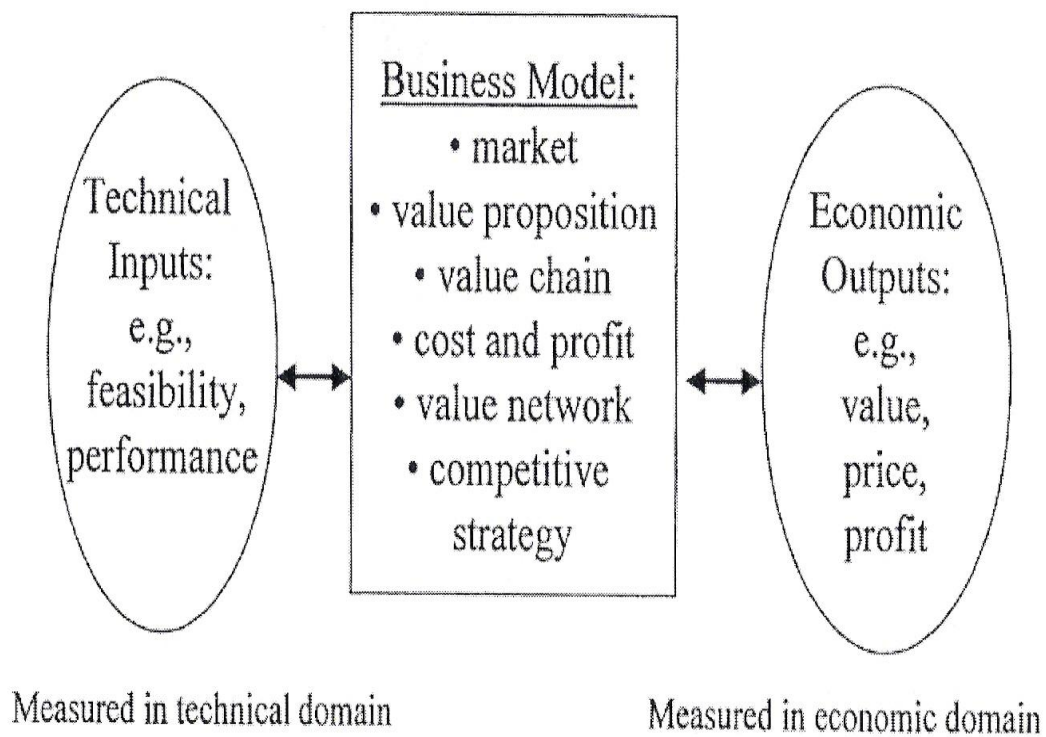 Technical
Inputs:
e.g.,
feasibility,
performance
Business Model:
• market
• value proposition
• value chain
• cost and profit
• value network
• competitive
strategy
Economic
Outputs:
e.g.,
value,
price,
profit
Measured in technical domain
Measured in economic domain